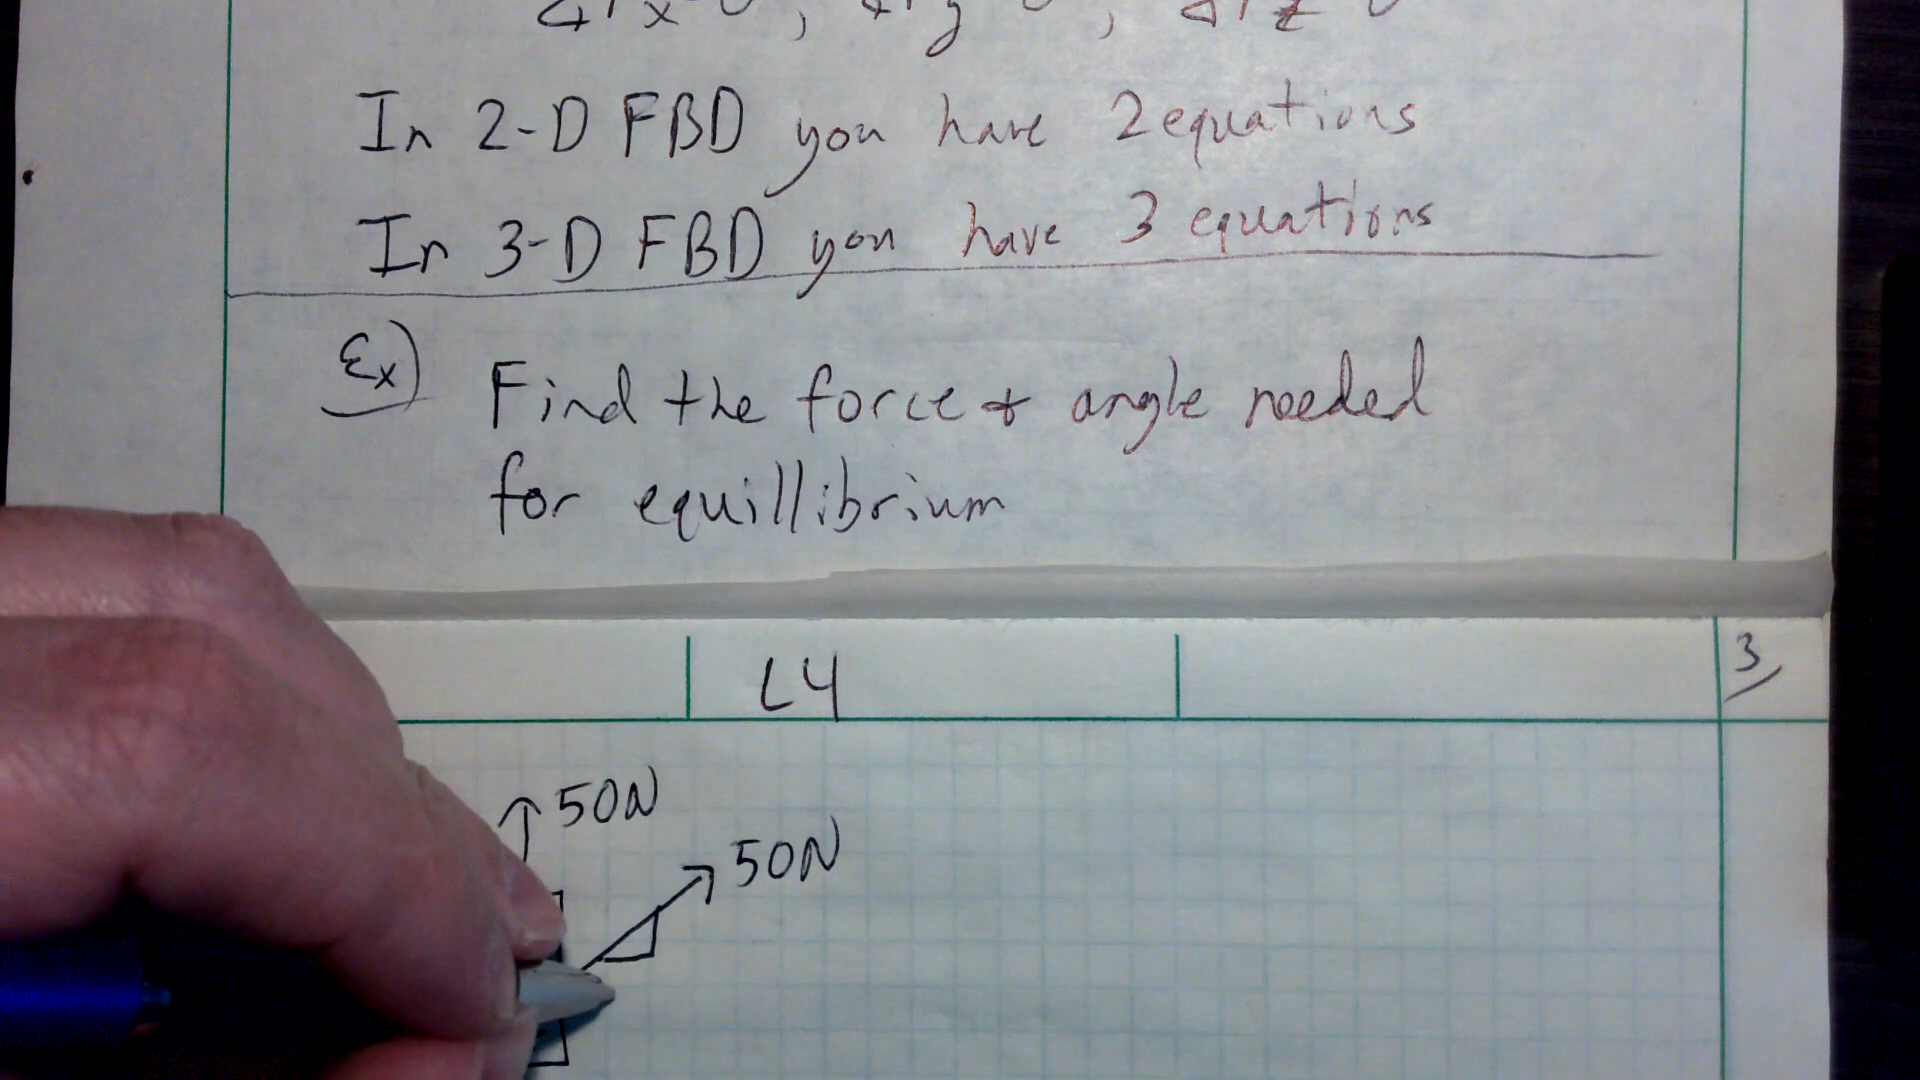 In 2-D FBD you have 2 equations
In 3-D FBD you have 3 equations
Ex) Find the force + angle needed
for equillibrium
L4
3
50N
50N